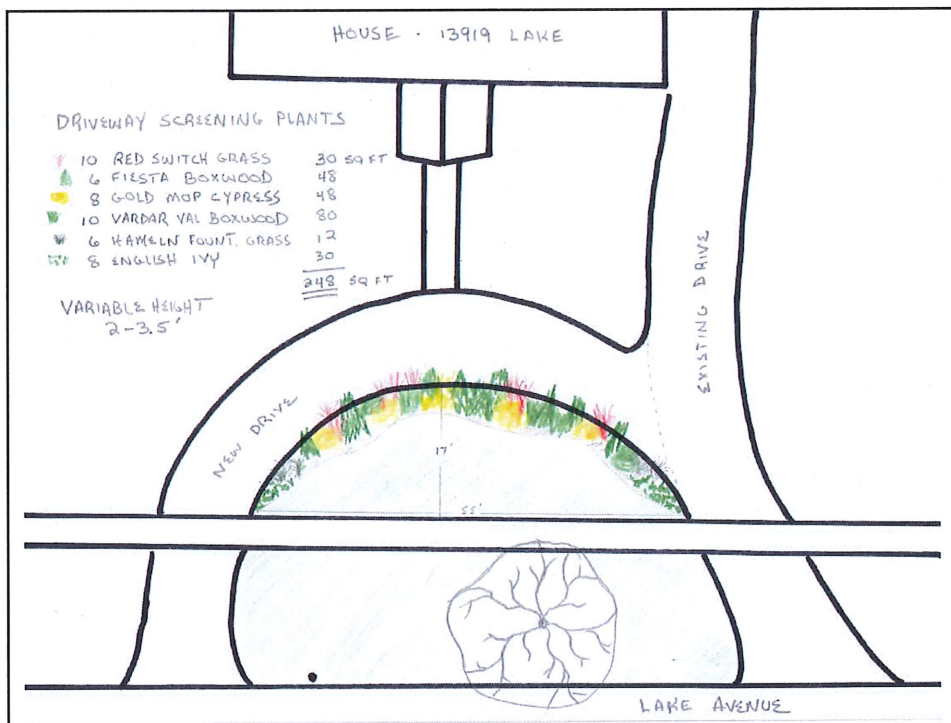 HOUSE - 13919 LAKE
DRIVEWAY SCREENING PLANTS
10 RED SWITCH GRASS 30 SQ FT
6 FIESTA BOXWOOD 48
8 GOLD MOP CYPRESS 48
10 VARDAR VAL BOXWOOD 80
6 HAMELN FOUNT. GRASS 12
8 ENGLISH IVY 30
248 SQ FT
VARIABLE HEIGHT
2-3.5'
EXISTING DRIVE
NEW DRIVE
17'
55'
LAKE AVENUE